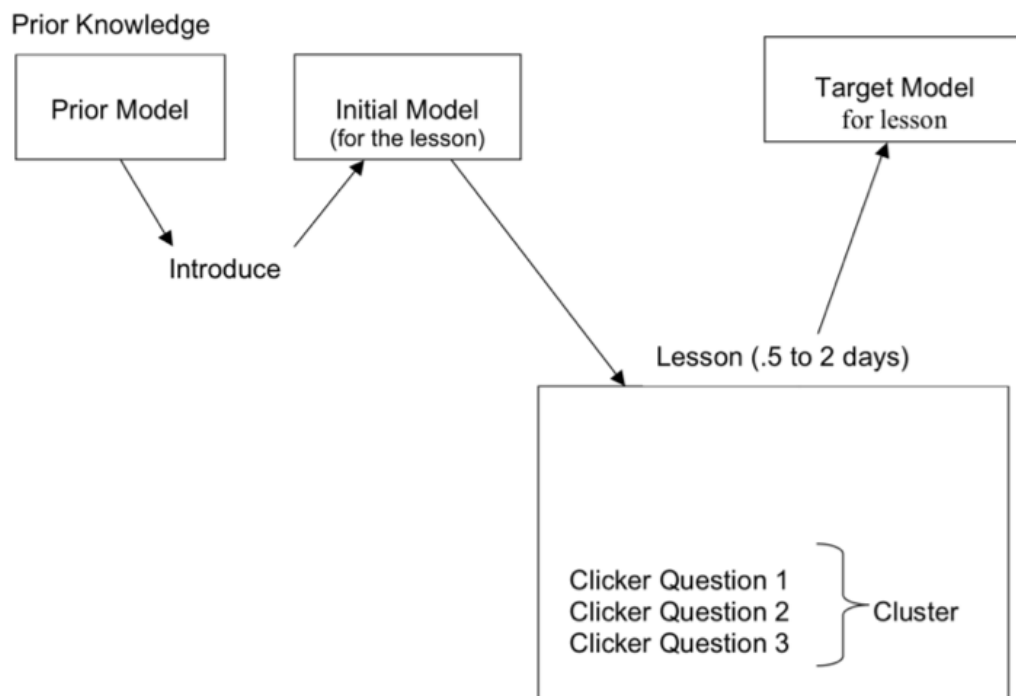 Prior Knowledge
Prior Model
Initial Model
(for the lesson)
Target Model
for lesson
Introduce
Lesson (.5 to 2 days)
Clicker Question 1
Clicker Question 2
Clicker Question 3
Cluster